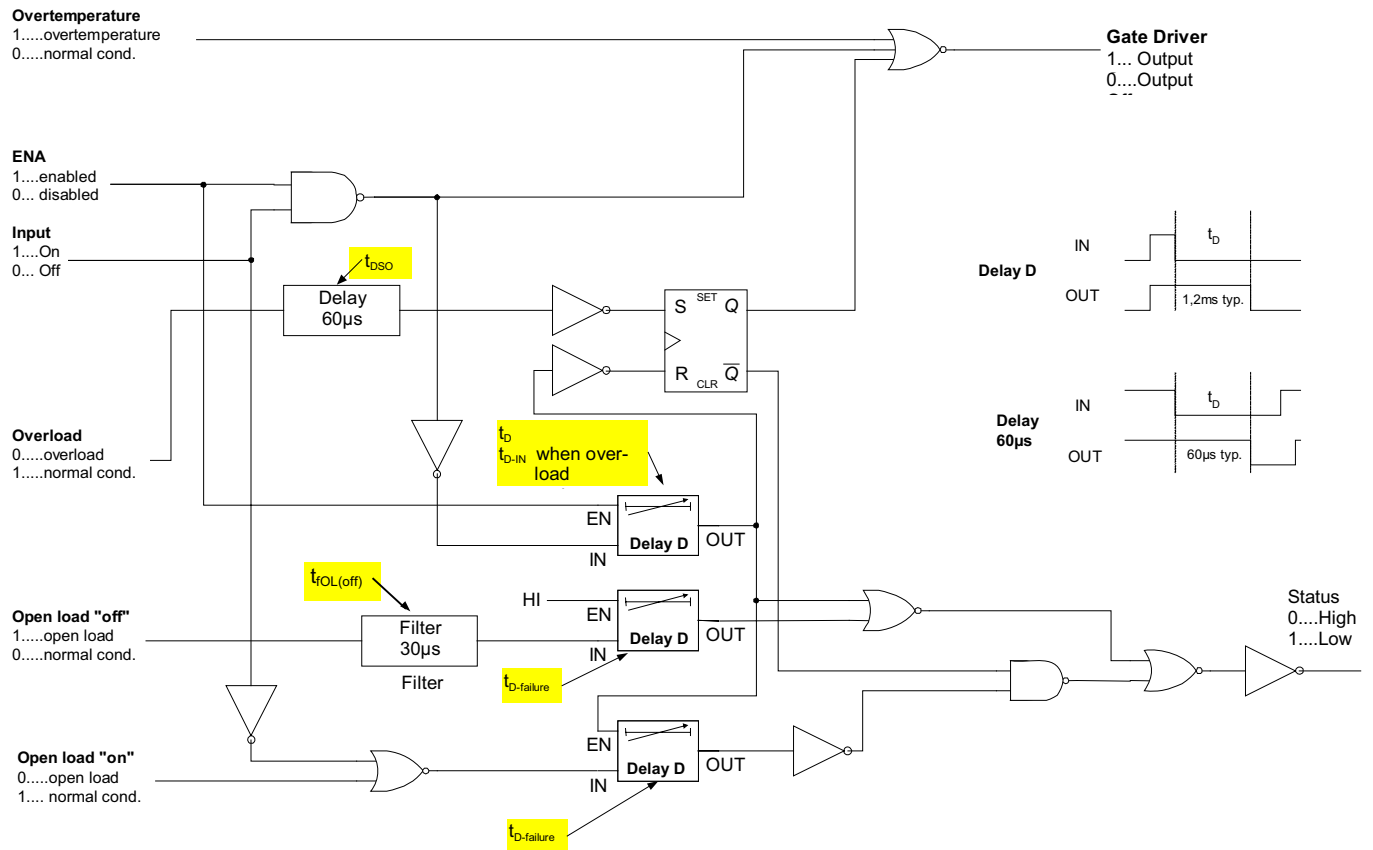 Overtemperature
1.....overtemperature
0.....normal cond.
Gate Driver
1... Output
0....Output
ENA
1....enabled
0... disabled
Input
1....On
0... Off
tDSO
Delay
60µs
S SET Q
R CLR Q̅
IN
tD
Delay D
OUT
1,2ms typ.
IN
tD
Delay
60µs
OUT
60µs typ.
Overload
0.....overload
1.....normal cond.
tD
tD-IN when over-
load
EN
Delay D
OUT
IN
tfOL(off)
HI
EN
Delay D
OUT
IN
Open load "off"
1.....open load
0.....normal cond.
Filter
30µs
Filter
tD-failure
Status
0....High
1....Low
EN
Delay D
OUT
IN
Open load "on"
0.....open load
1.... normal cond.
tD-failure